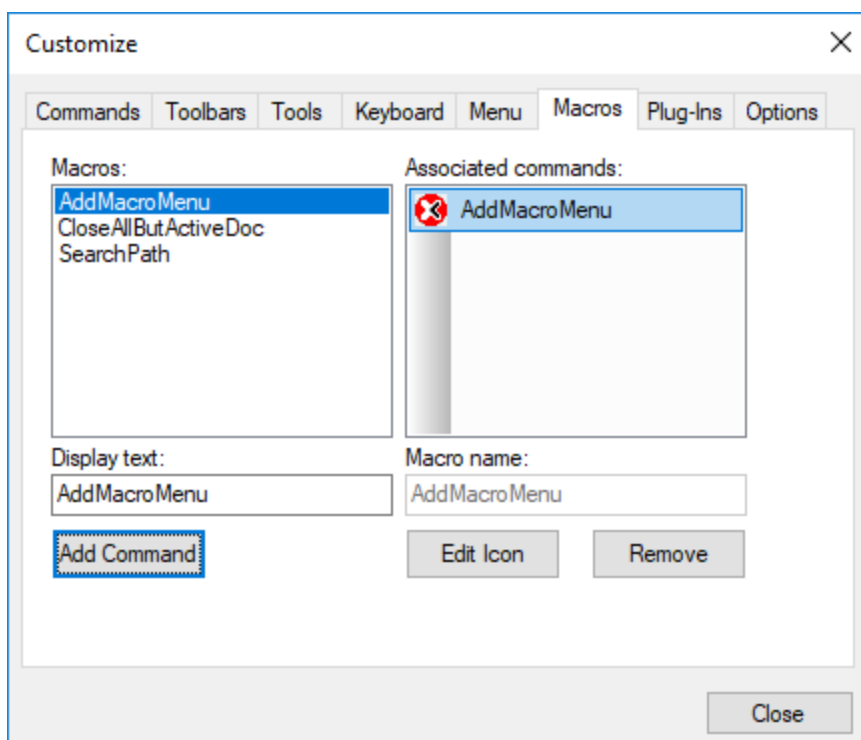 Customize
Commands Toolbars Tools Keyboard Menu Macros Plug-Ins Options
Macros: Associated commands:
AddMacroMenu AddMacroMenu
CloseAllButActiveDoc
SearchPath
Display text: Macro name:
AddMacroMenu AddMacroMenu
Add Command Edit Icon Remove
Close